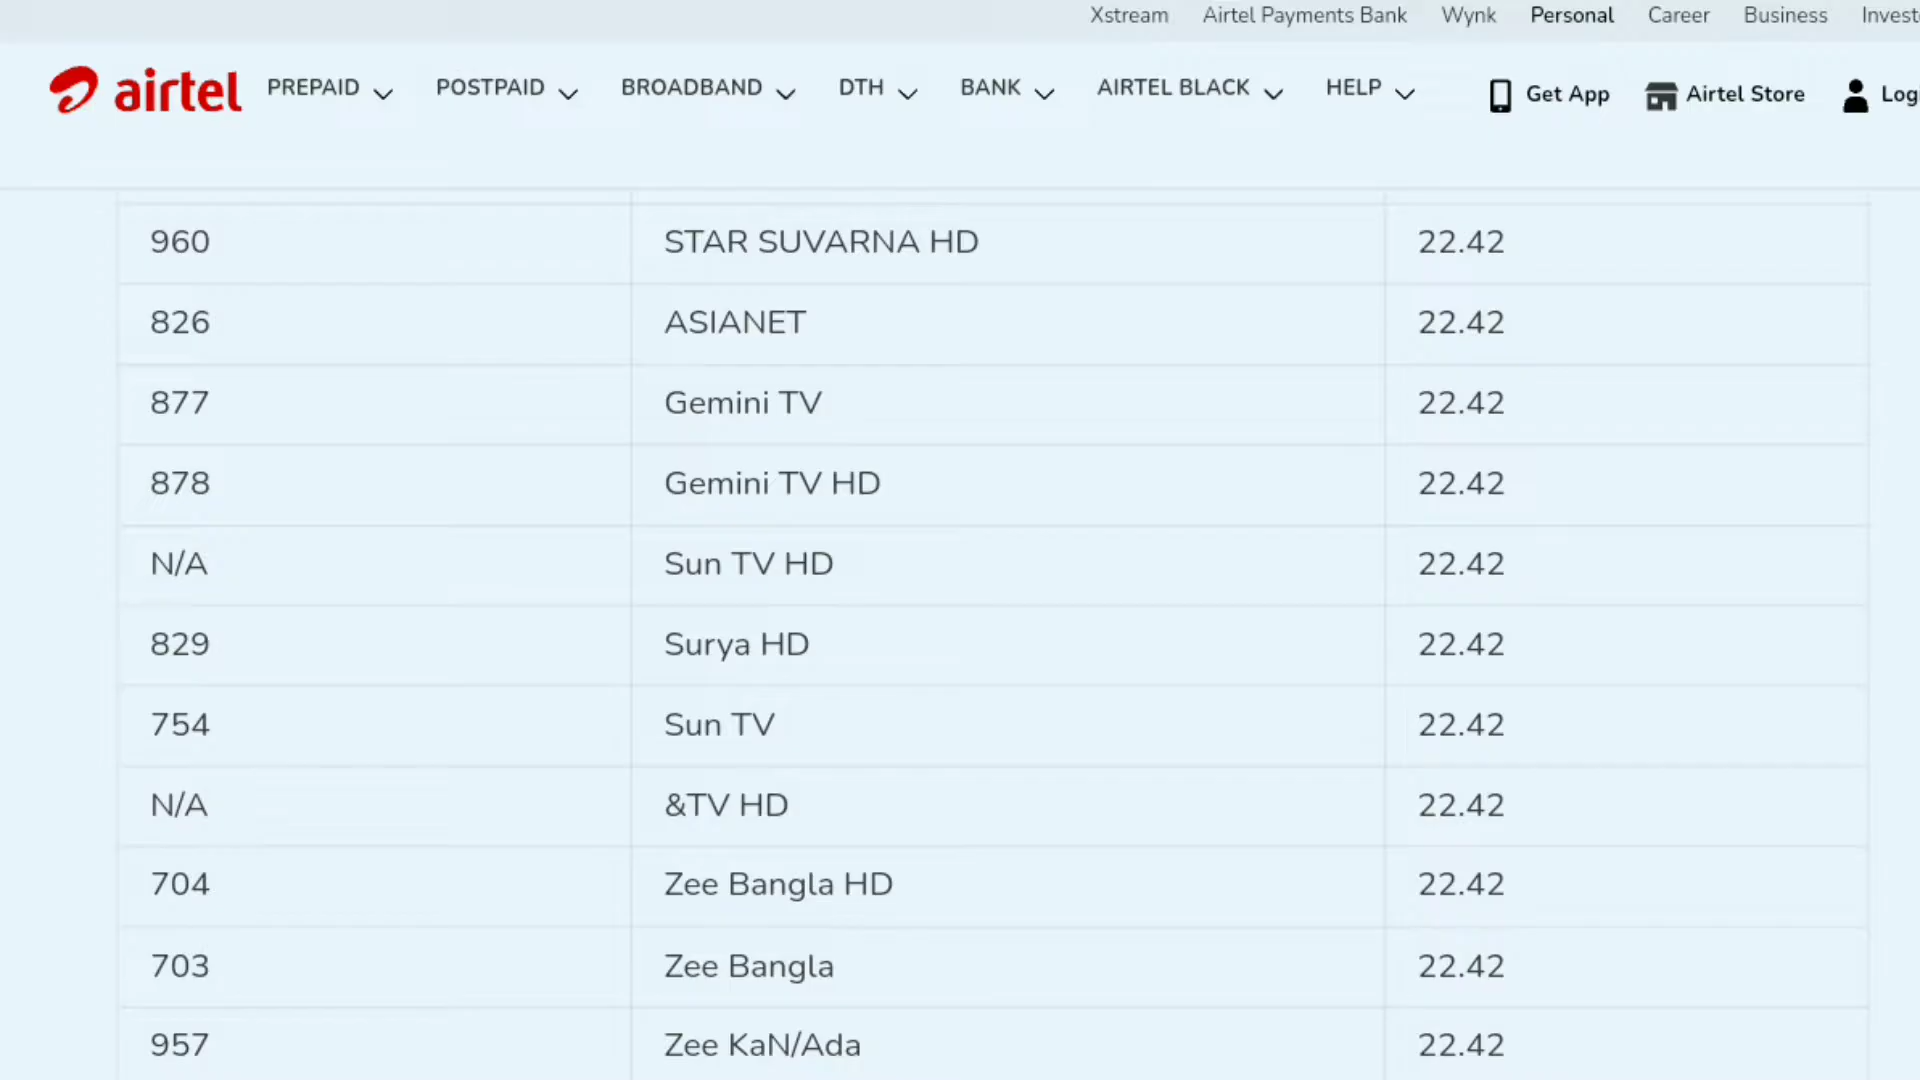 Xstream Airtel Payments Bank Wynk Personal Career Business
airtel PREPAID POSTPAID BROADBAND DTH BANK AIRTEL BLACK HELP Get App Airtel Store
960 STAR SUVARNA HD 22.42
826 ASIANET 22.42
877 Gemini TV 22.42
878 Gemini TV HD 22.42
N/A Sun TV HD 22.42
829 Surya HD 22.42
754 Sun TV 22.42
N/A &TV HD 22.42
704 Zee Bangla HD 22.42
703 Zee Bangla 22.42
957 Zee KaN/Ada 22.42